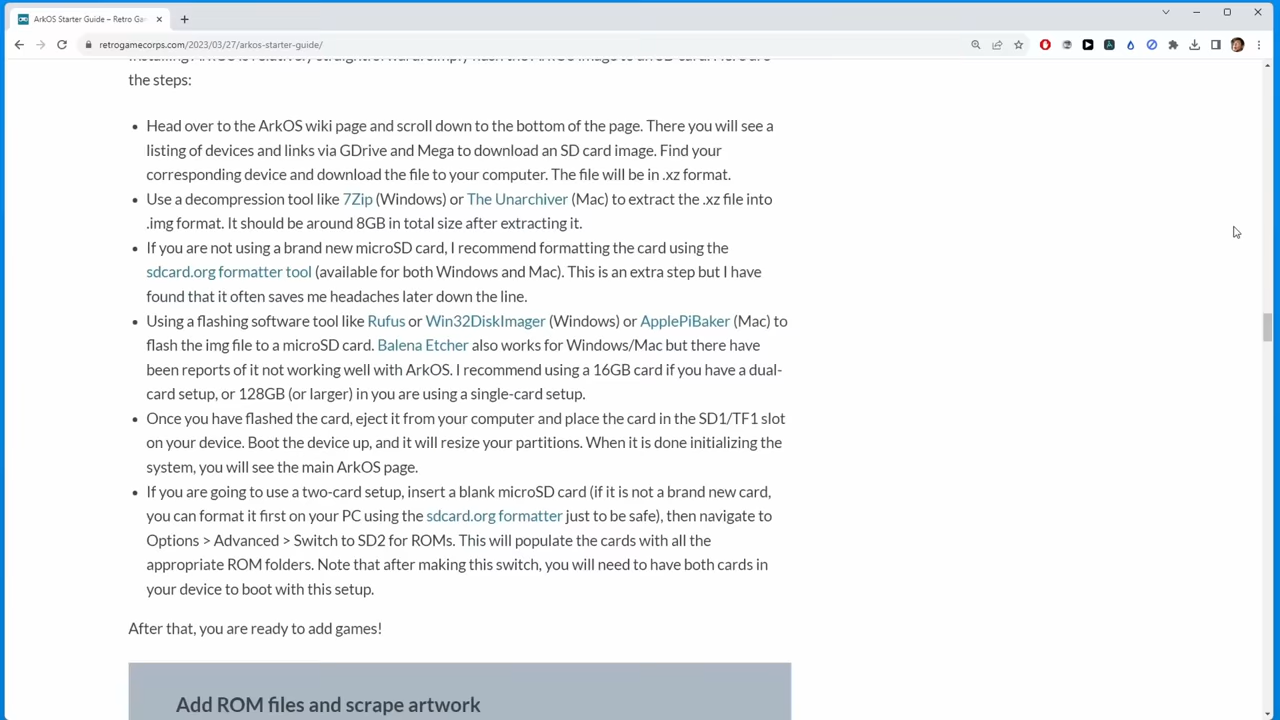 ArkOS Starter Guide – Retro Ga
retrogamecorps.com/2023/03/27/arkos-starter-guide/
the steps:
• Head over to the ArkOS wiki page and scroll down to the bottom of the page. There you will see a
listing of devices and links via GDrive and Mega to download an SD card image. Find your
corresponding device and download the file to your computer. The file will be in .xz format.
• Use a decompression tool like 7Zip (Windows) or The Unarchiver (Mac) to extract the .xz file into
.img format. It should be around 8GB in total size after extracting it.
• If you are not using a brand new microSD card, I recommend formatting the card using the
sdcard.org formatter tool (available for both Windows and Mac). This is an extra step but I have
found that it often saves me headaches later down the line.
• Using a flashing software tool like Rufus or Win32DiskImager (Windows) or ApplePiBaker (Mac) to
flash the img file to a microSD card. Balena Etcher also works for Windows/Mac but there have
been reports of it not working well with ArkOS. I recommend using a 16GB card if you have a dual-
card setup, or 128GB (or larger) in you are using a single-card setup.
• Once you have flashed the card, eject it from your computer and place the card in the SD1/TF1 slot
on your device. Boot the device up, and it will resize your partitions. When it is done initializing the
system, you will see the main ArkOS page.
• If you are going to use a two-card setup, insert a blank microSD card (if it is not a brand new card,
you can format it first on your PC using the sdcard.org formatter just to be safe), then navigate to
Options > Advanced > Switch to SD2 for ROMs. This will populate the cards with all the
appropriate ROM folders. Note that after making this switch, you will need to have both cards in
your device to boot with this setup.
After that, you are ready to add games!
Add ROM files and scrape artwork